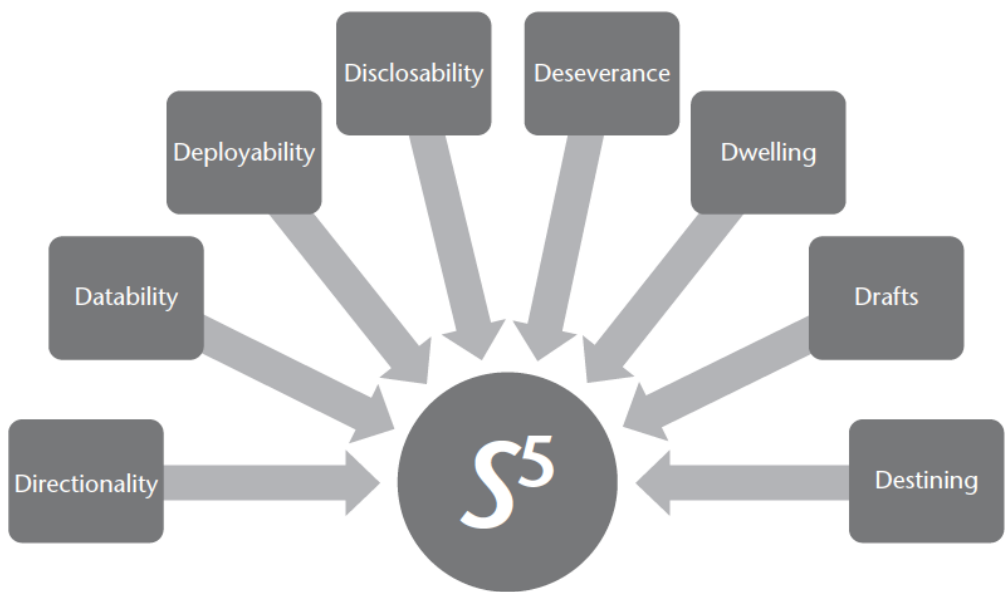 Disclosability
Deseverance
Deployability
Dwelling
Datability
Drafts
Directionality
Destining
S⁵